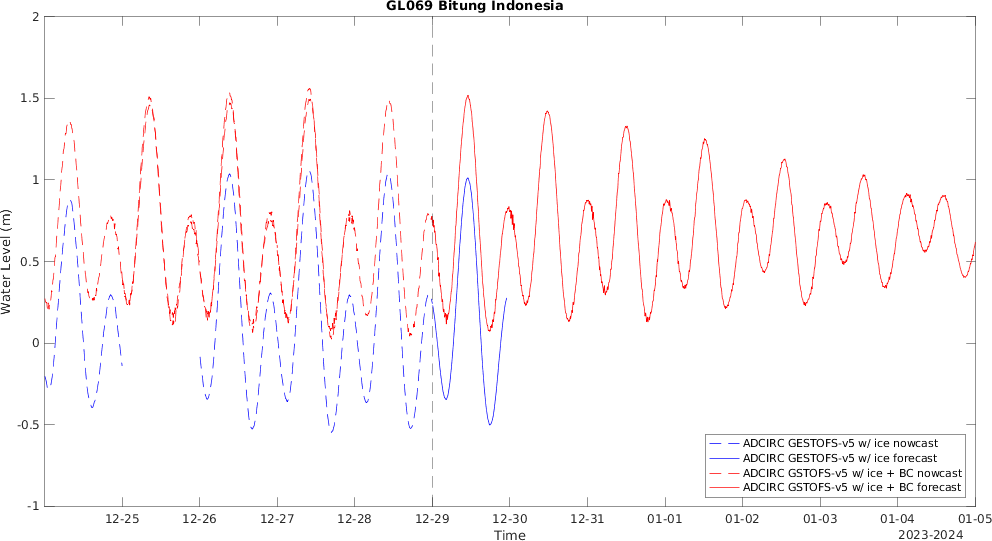 GL069 Bitung Indonesia
2
1.5
1
0.5
0
-0.5
-1
Water Level (m)
12-25 12-26 12-27 12-28 12-29 12-30 12-31 01-01 01-02 01-03 01-04 01-05
Time
2023-2024
ADCIRC GESTOFS-v5 w/ ice nowcast
ADCIRC GESTOFS-v5 w/ ice forecast
ADCIRC GSTOFS-v5 w/ ice + BC nowcast
ADCIRC GSTOFS-v5 w/ ice + BC forecast